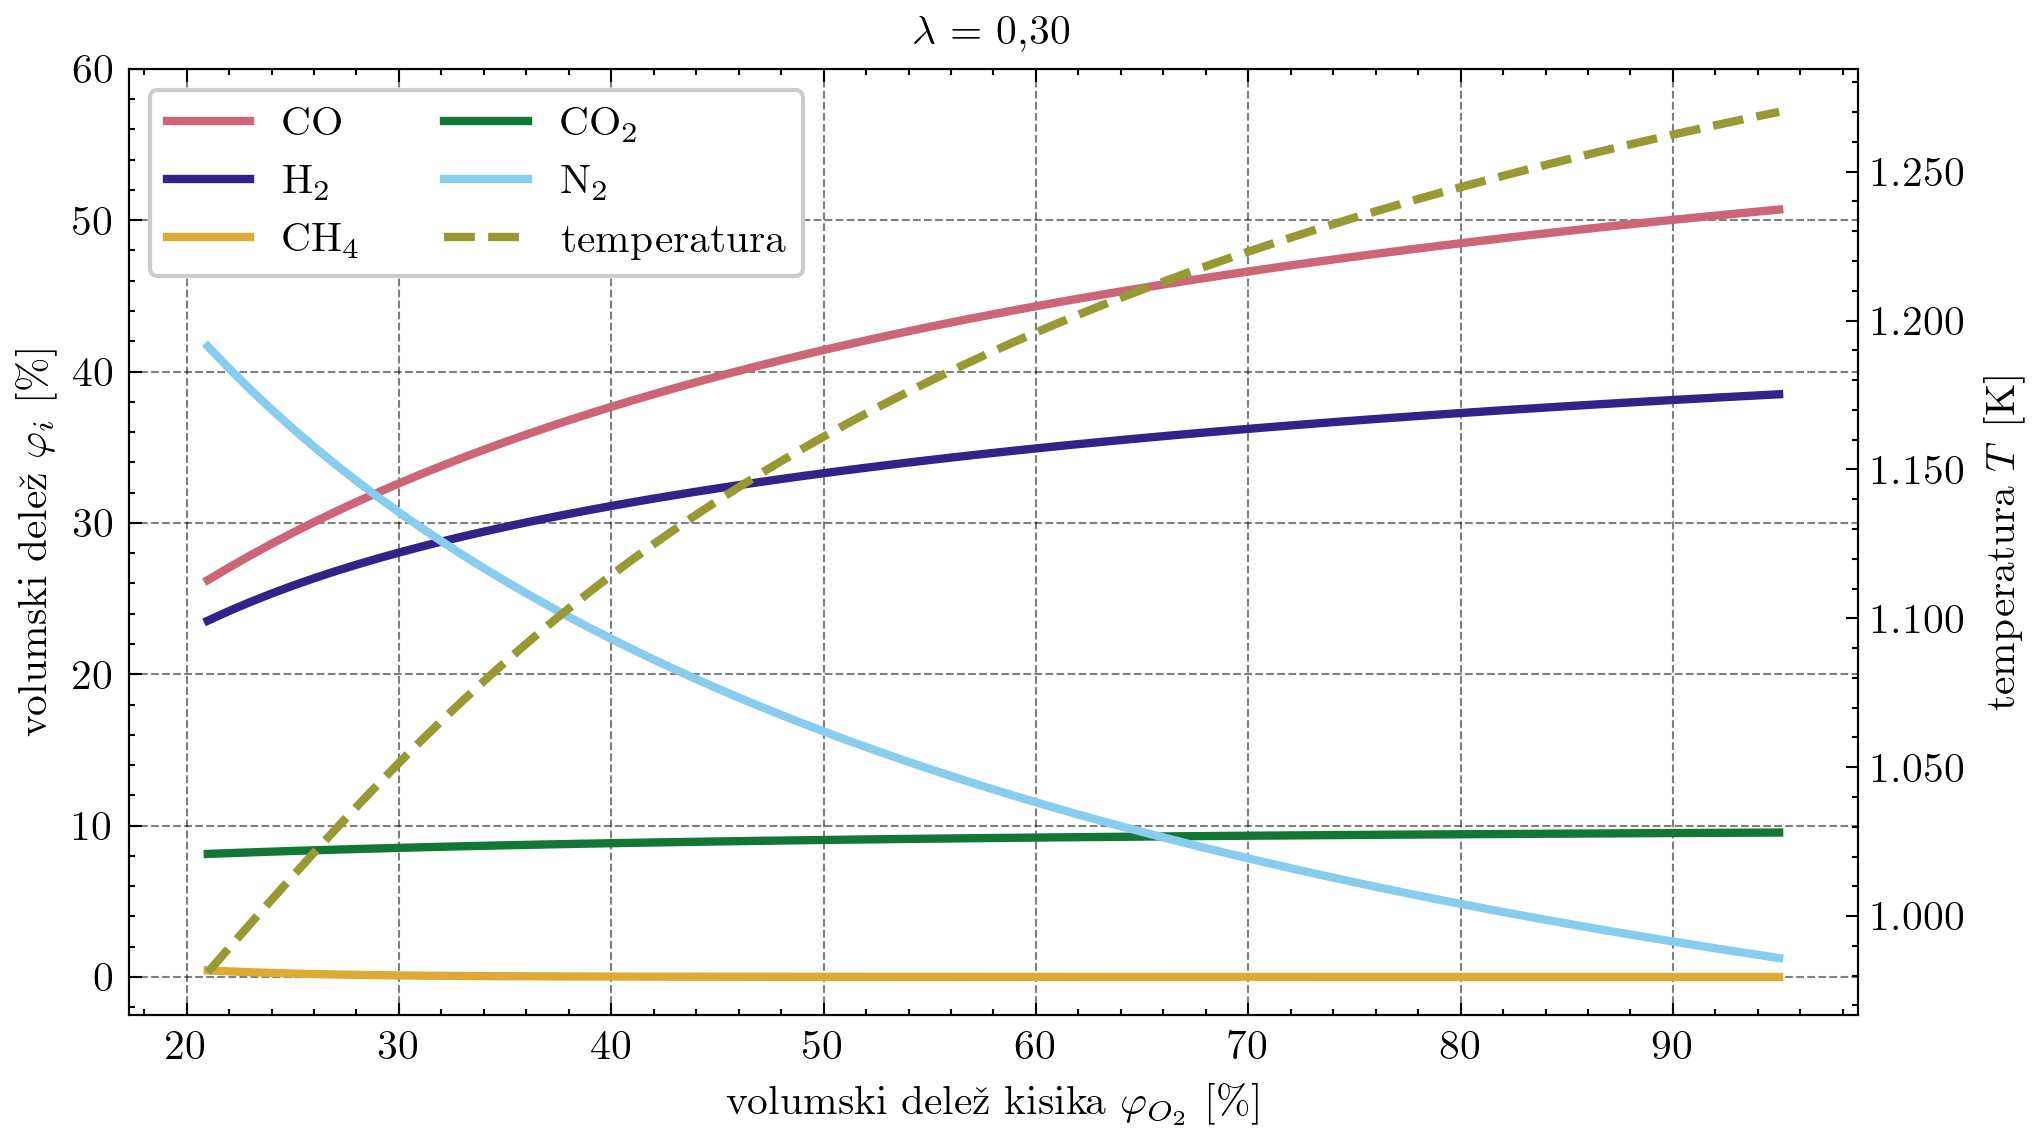 λ = 0,30
60
50
40
30
20
10
0
volumski delež φᵢ [%]
CO
H₂
CH₄
CO₂
N₂
temperatura
1.250
1.200
1.150
1.100
1.050
1.000
temperatura T [K]
20 30 40 50 60 70 80 90
volumski delež kisika φ_O₂ [%]